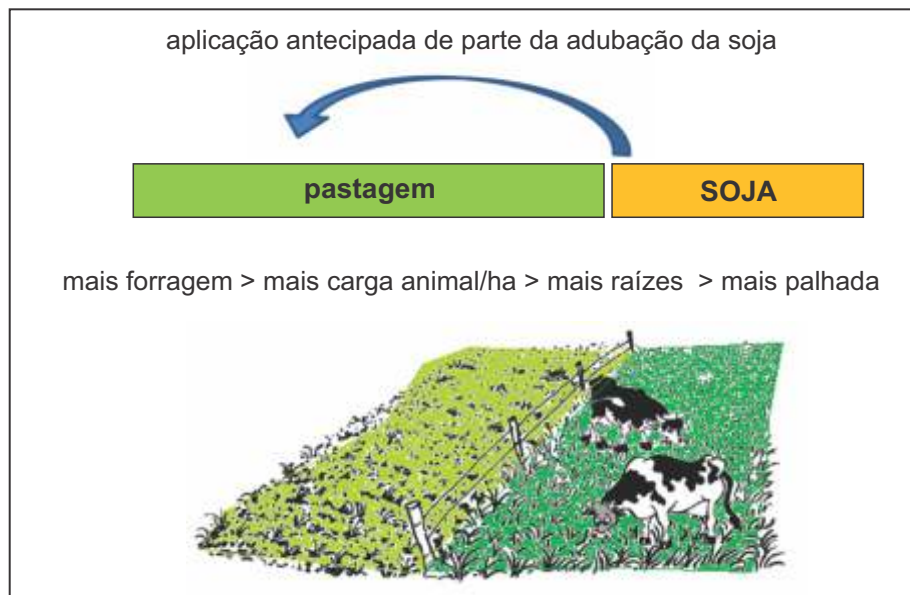 aplicação antecipada de parte da adubação da soja
pastagem SOJA
mais forragem > mais carga animal/ha > mais raízes > mais palhada